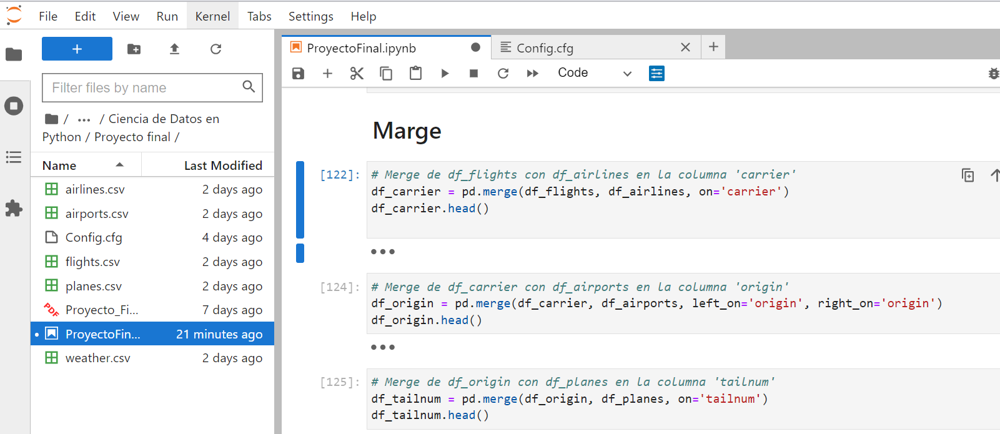 File Edit View Run Kernel Tabs Settings Help
+
Filter files by name
/ ... / Ciencia de Datos en
Python / Proyecto final /
Name Last Modified
airlines.csv 2 days ago
airports.csv 2 days ago
Config.cfg 4 days ago
flights.csv 2 days ago
planes.csv 2 days ago
PDF Proyecto_Fi... 7 days ago
ProyectoFin... 21 minutes ago
weather.csv 2 days ago
ProyectoFinal.ipynb Config.cfg
Code
Marge
[122]: # Merge de df_flights con df_airlines en la columna 'carrier'
df_carrier = pd.merge(df_flights, df_airlines, on='carrier')
df_carrier.head()
[124]: # Merge de df_carrier con df_airports en la columna 'origin'
df_origin = pd.merge(df_carrier, df_airports, left_on='origin', right_on='origin')
df_origin.head()
[125]: # Merge de df_origin con df_planes en la columna 'tailnum'
df_tailnum = pd.merge(df_origin, df_planes, on='tailnum')
df_tailnum.head()